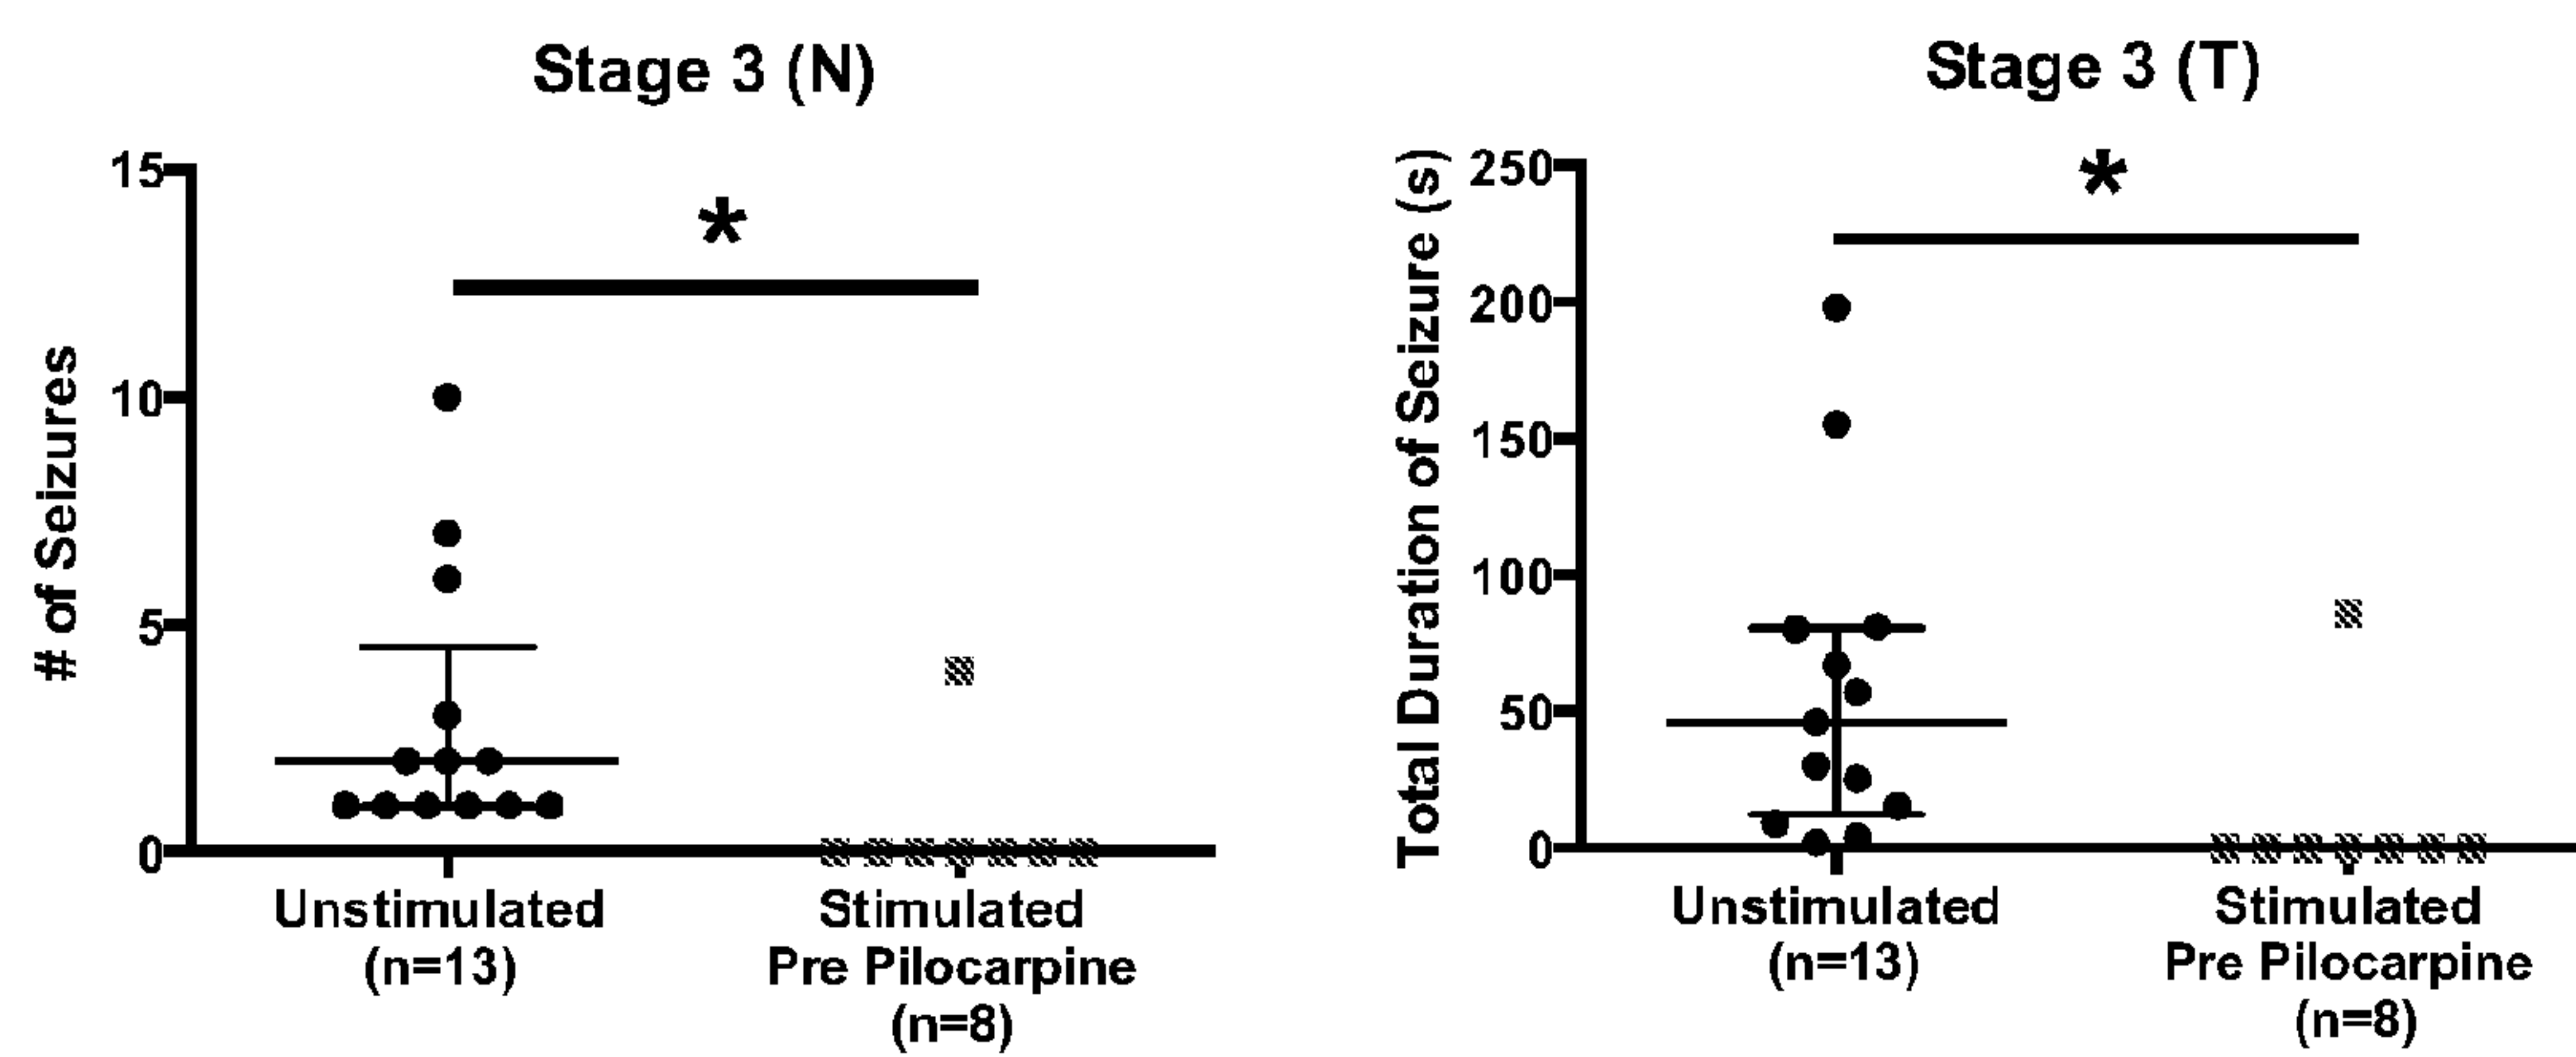 Stage 3 (N)
# of Seizures
15
10
5
0
*
Unstimulated
(n=13)
Stimulated
Pre Pilocarpine
(n=8)
Stage 3 (T)
Total Duration of Seizure (s)
250
200
150
100
50
0
*
Unstimulated
(n=13)
Stimulated
Pre Pilocarpine
(n=8)